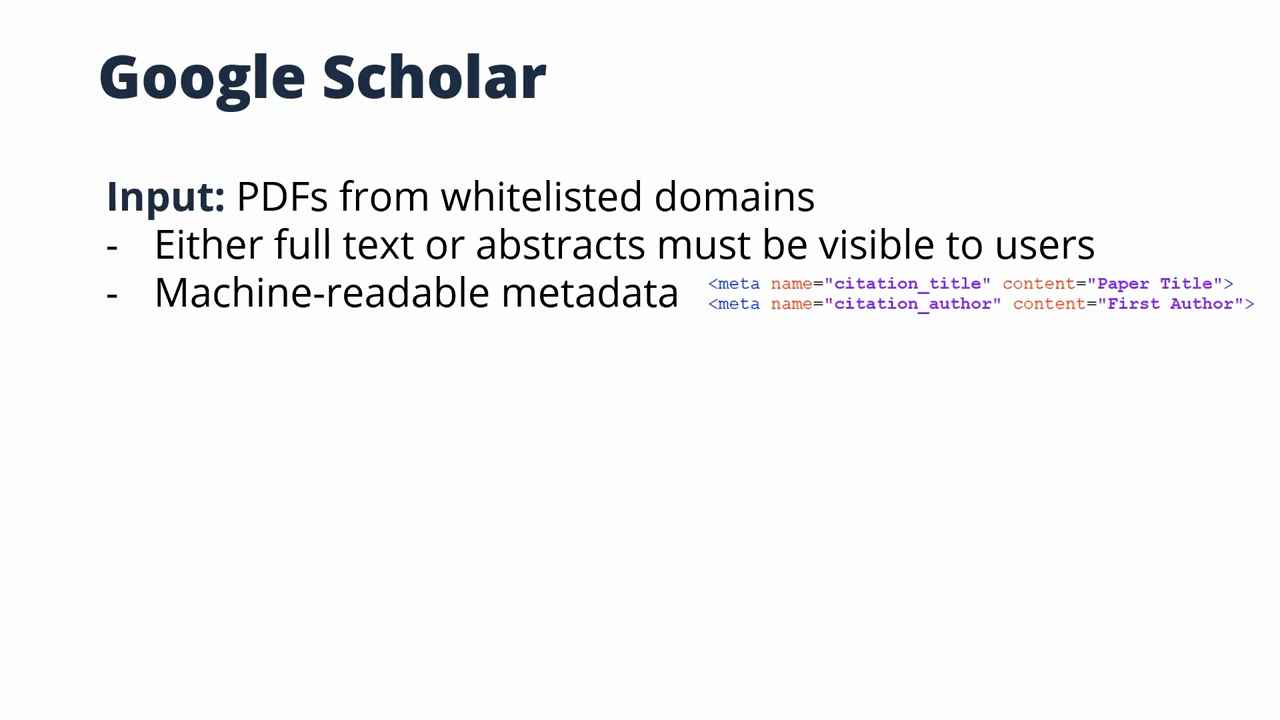 Google Scholar
Input: PDFs from whitelisted domains
- Either full text or abstracts must be visible to users
- Machine-readable metadata
<meta name="citation_title" content="Paper Title">
<meta name="citation_author" content="First Author">